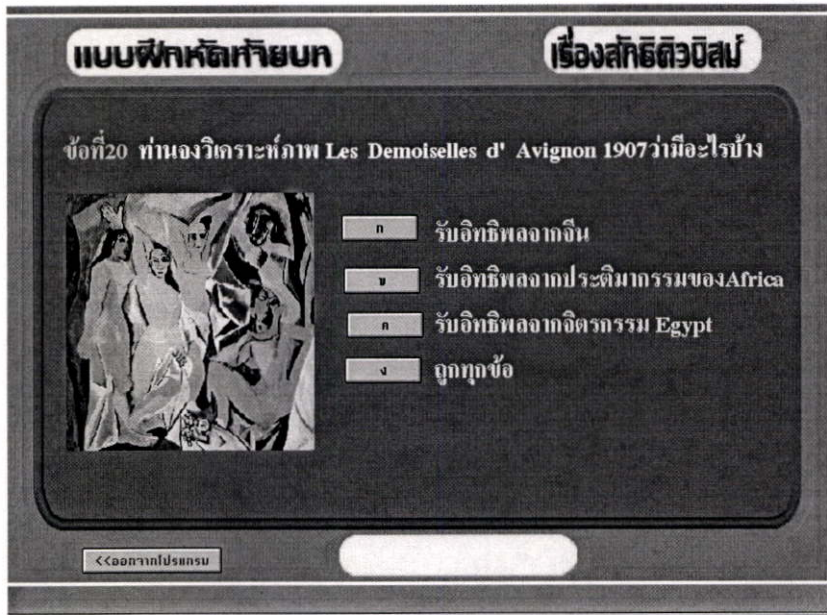 แบบฝึกหัดท้ายบท
เรื่องลัทธิคิวบิสม์
ข้อที่20 ท่านจงวิเคราะห์ภาพ Les Demoiselles d' Avignon 1907ว่ามีอะไรบ้าง
ก รับอิทธิพลจากจีน
ข รับอิทธิพลจากประติมากรรมของAfrica
ค รับอิทธิพลจากจิตรกรรม Egypt
ง ถูกทุกข้อ
<<ออกจากโปรแกรม